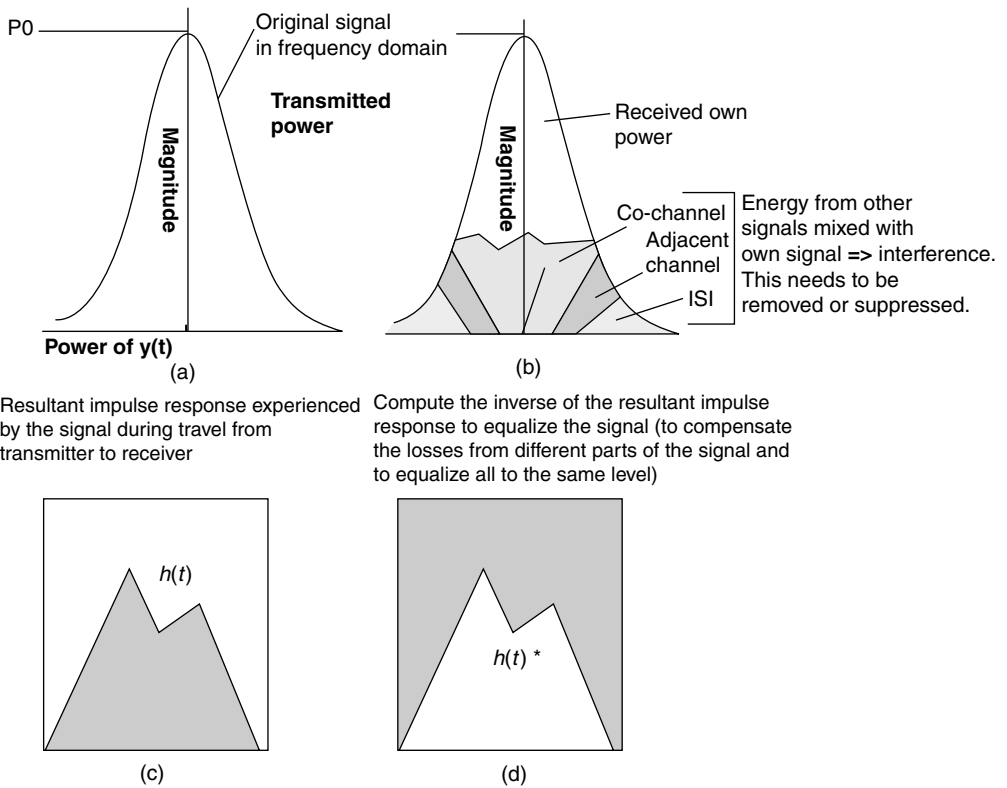 P0
Original signal
in frequency domain
Transmitted
power
Magnitude
Power of y(t)
(a)
Magnitude
Received own
power
Co-channel
Adjacent
channel
ISI
Energy from other
signals mixed with
own signal => interference.
This needs to be
removed or suppressed.
(b)
Resultant impulse response experienced
by the signal during travel from
transmitter to receiver
h(t)
(c)
Compute the inverse of the resultant impulse
response to equalize the signal (to compensate
the losses from different parts of the signal and
to equalize all to the same level)
h(t) *
(d)